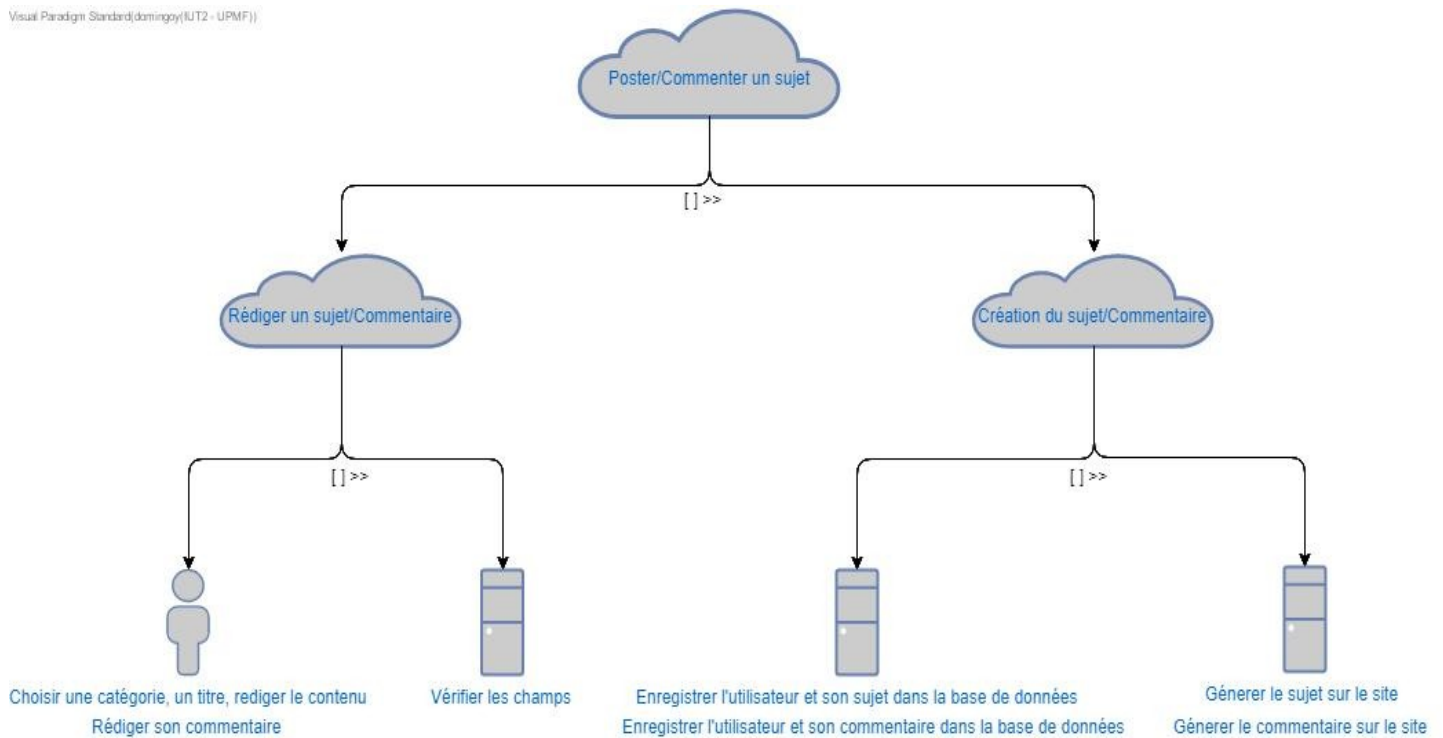 Visual Paradigm Standard(domingoy(IUT2 - UPMF))
Poster/Commenter un sujet
[ ] >>
Rédiger un sujet/Commentaire
Création du sujet/Commentaire
[ ] >>
[ ] >>
Choisir une catégorie, un titre, rediger le contenu
Rédiger son commentaire
Vérifier les champs
Enregistrer l'utilisateur et son sujet dans la base de données
Enregistrer l'utilisateur et son commentaire dans la base de données
Génerer le sujet sur le site
Génerer le commentaire sur le site